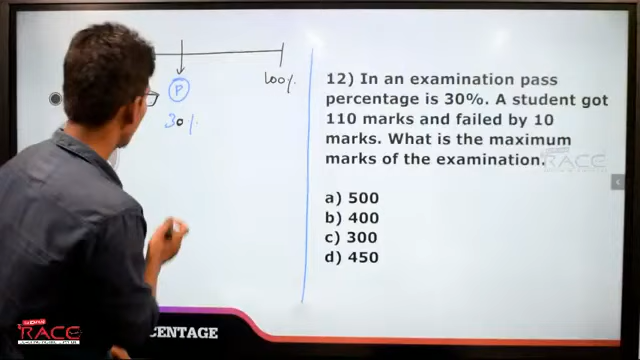 100%
P
30%
12) In an examination pass
percentage is 30%. A student got
110 marks and failed by 10
marks. What is the maximum
marks of the examination.
RACE
a) 500
b) 400
c) 300
d) 450
RACE
CENTAGE